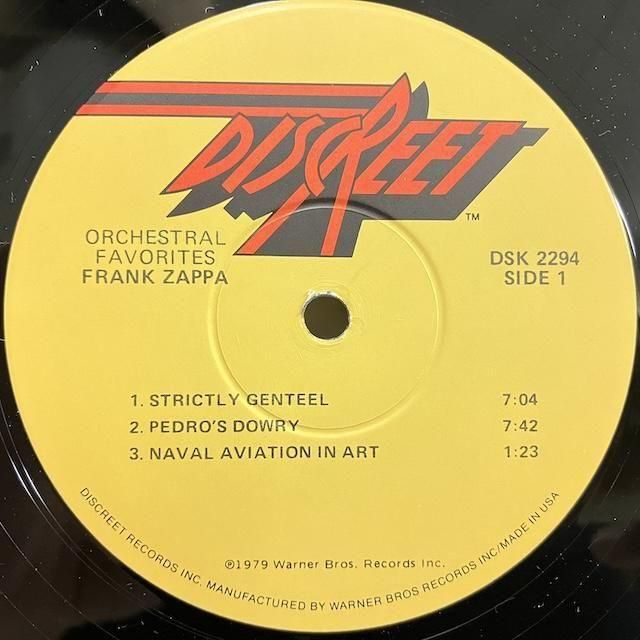 DISCREET
TM
ORCHESTRAL
FAVORITES
FRANK ZAPPA
DSK 2294
SIDE 1
1. STRICTLY GENTEEL 7:04
2. PEDRO'S DOWRY 7:42
3. NAVAL AVIATION IN ART 1:23
℗1979 Warner Bros. Records Inc.
DISCREET RECORDS INC. MANUFACTURED BY WARNER BROS RECORDS INC/MADE IN USA